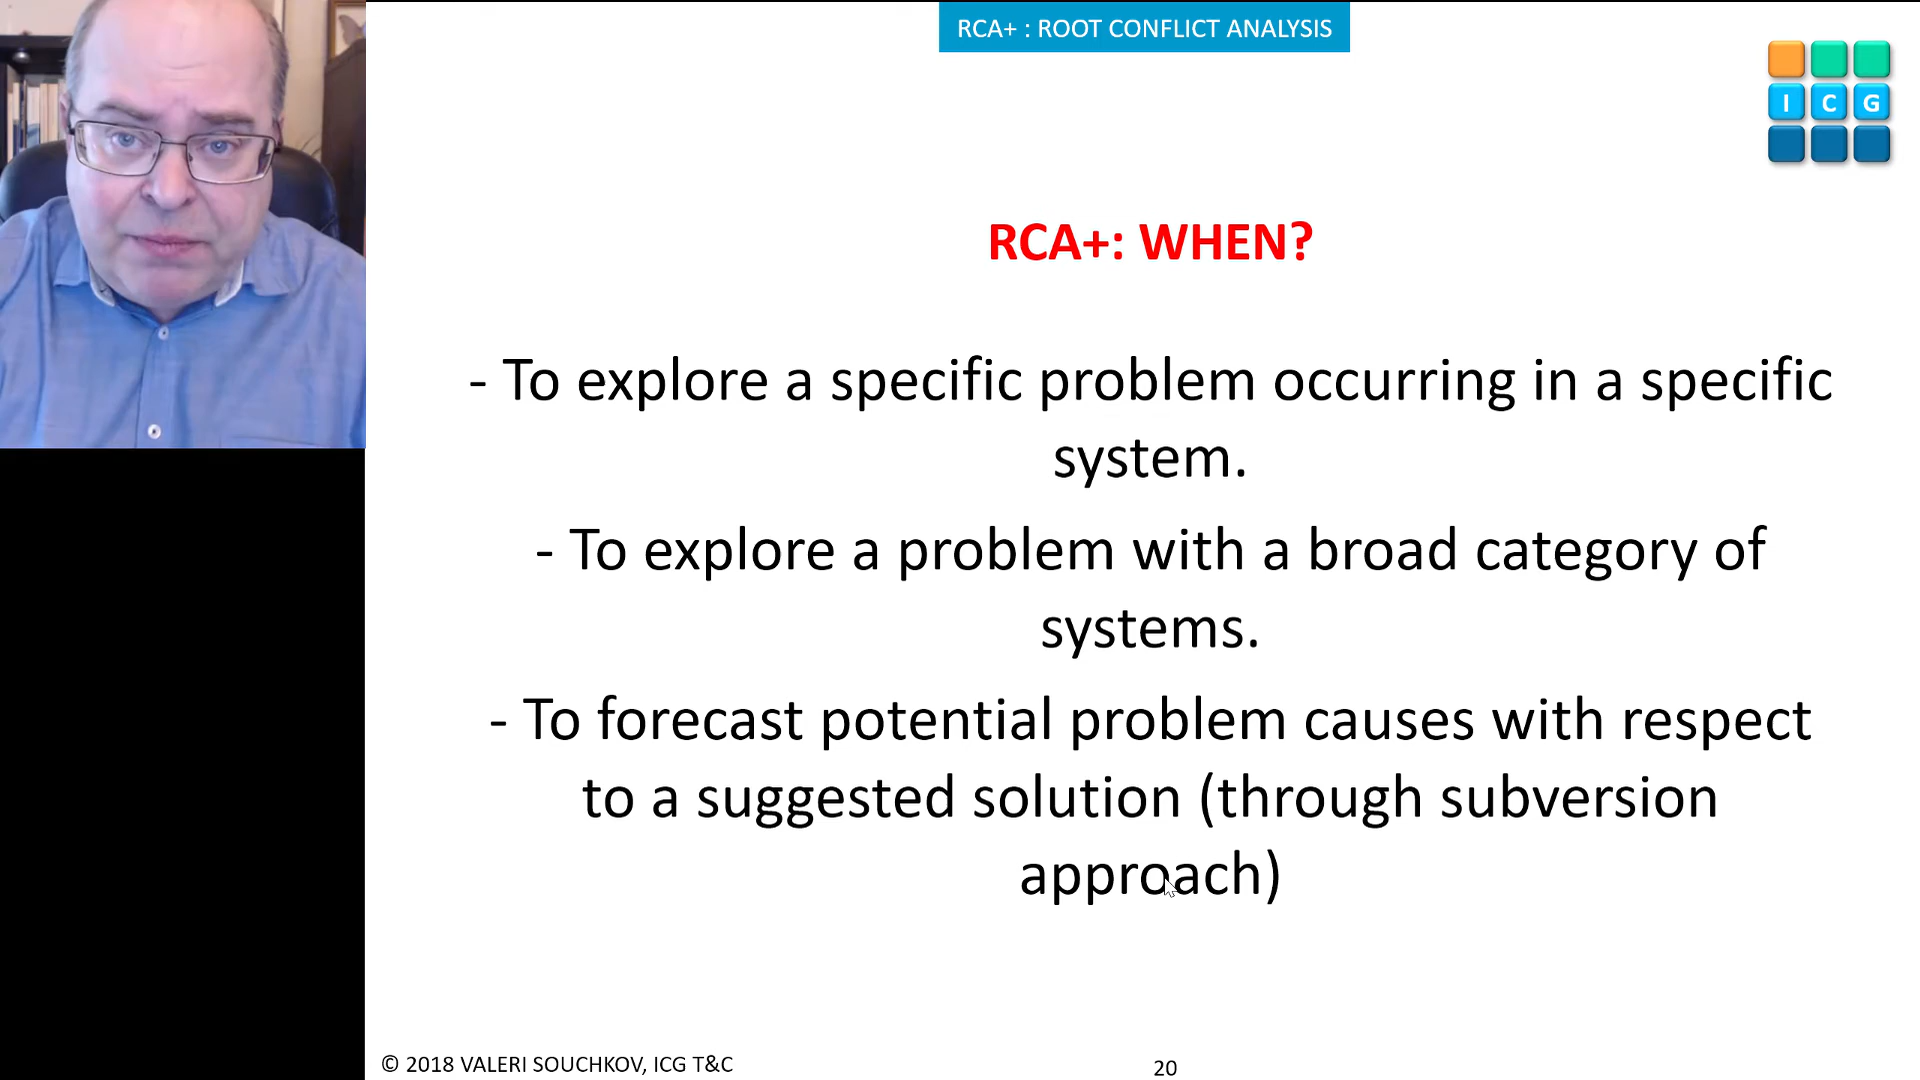 RCA+ : ROOT CONFLICT ANALYSIS
I C G
RCA+: WHEN?
- To explore a specific problem occurring in a specific
system.
- To explore a problem with a broad category of
systems.
- To forecast potential problem causes with respect
to a suggested solution (through subversion
approach)
© 2018 VALERI SOUCHKOV, ICG T&C
20